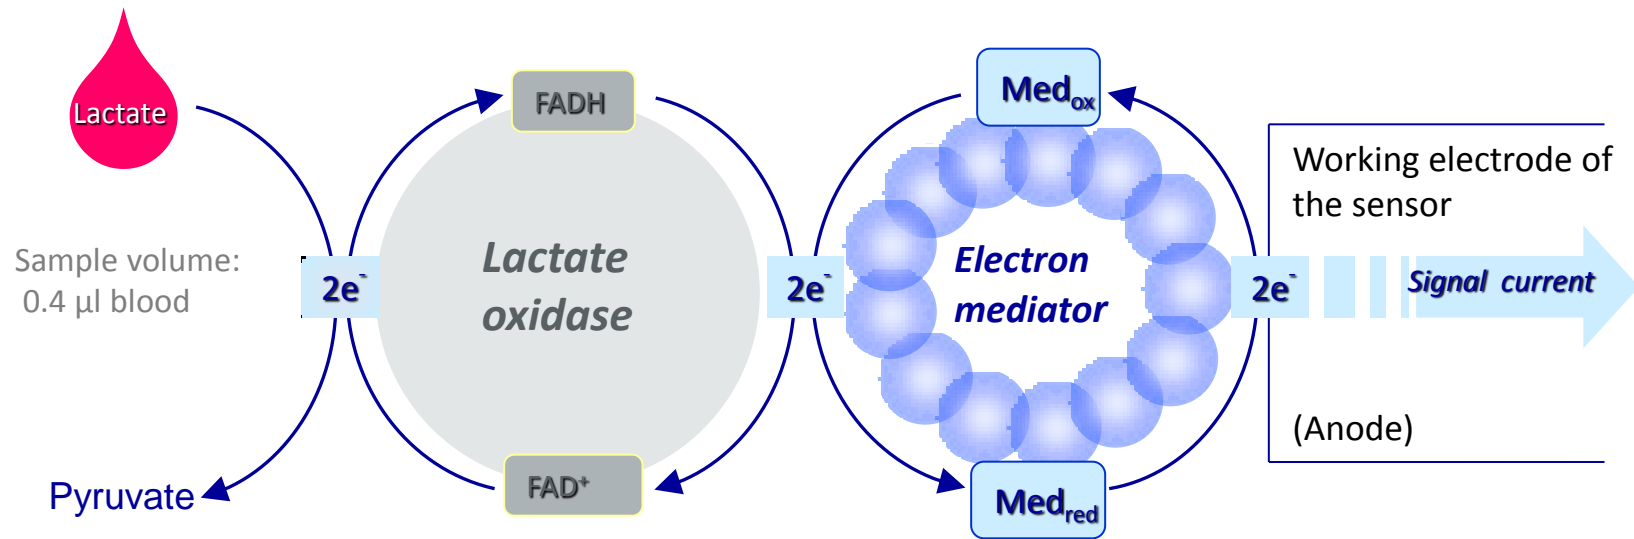 Lactate
Sample volume:
0.4 µl blood
Pyruvate
2e⁻
FADH
Lactate
oxidase
FAD⁺
2e⁻
Medₒₓ
Electron
mediator
Med_red
2e⁻
Working electrode of
the sensor
Signal current
(Anode)